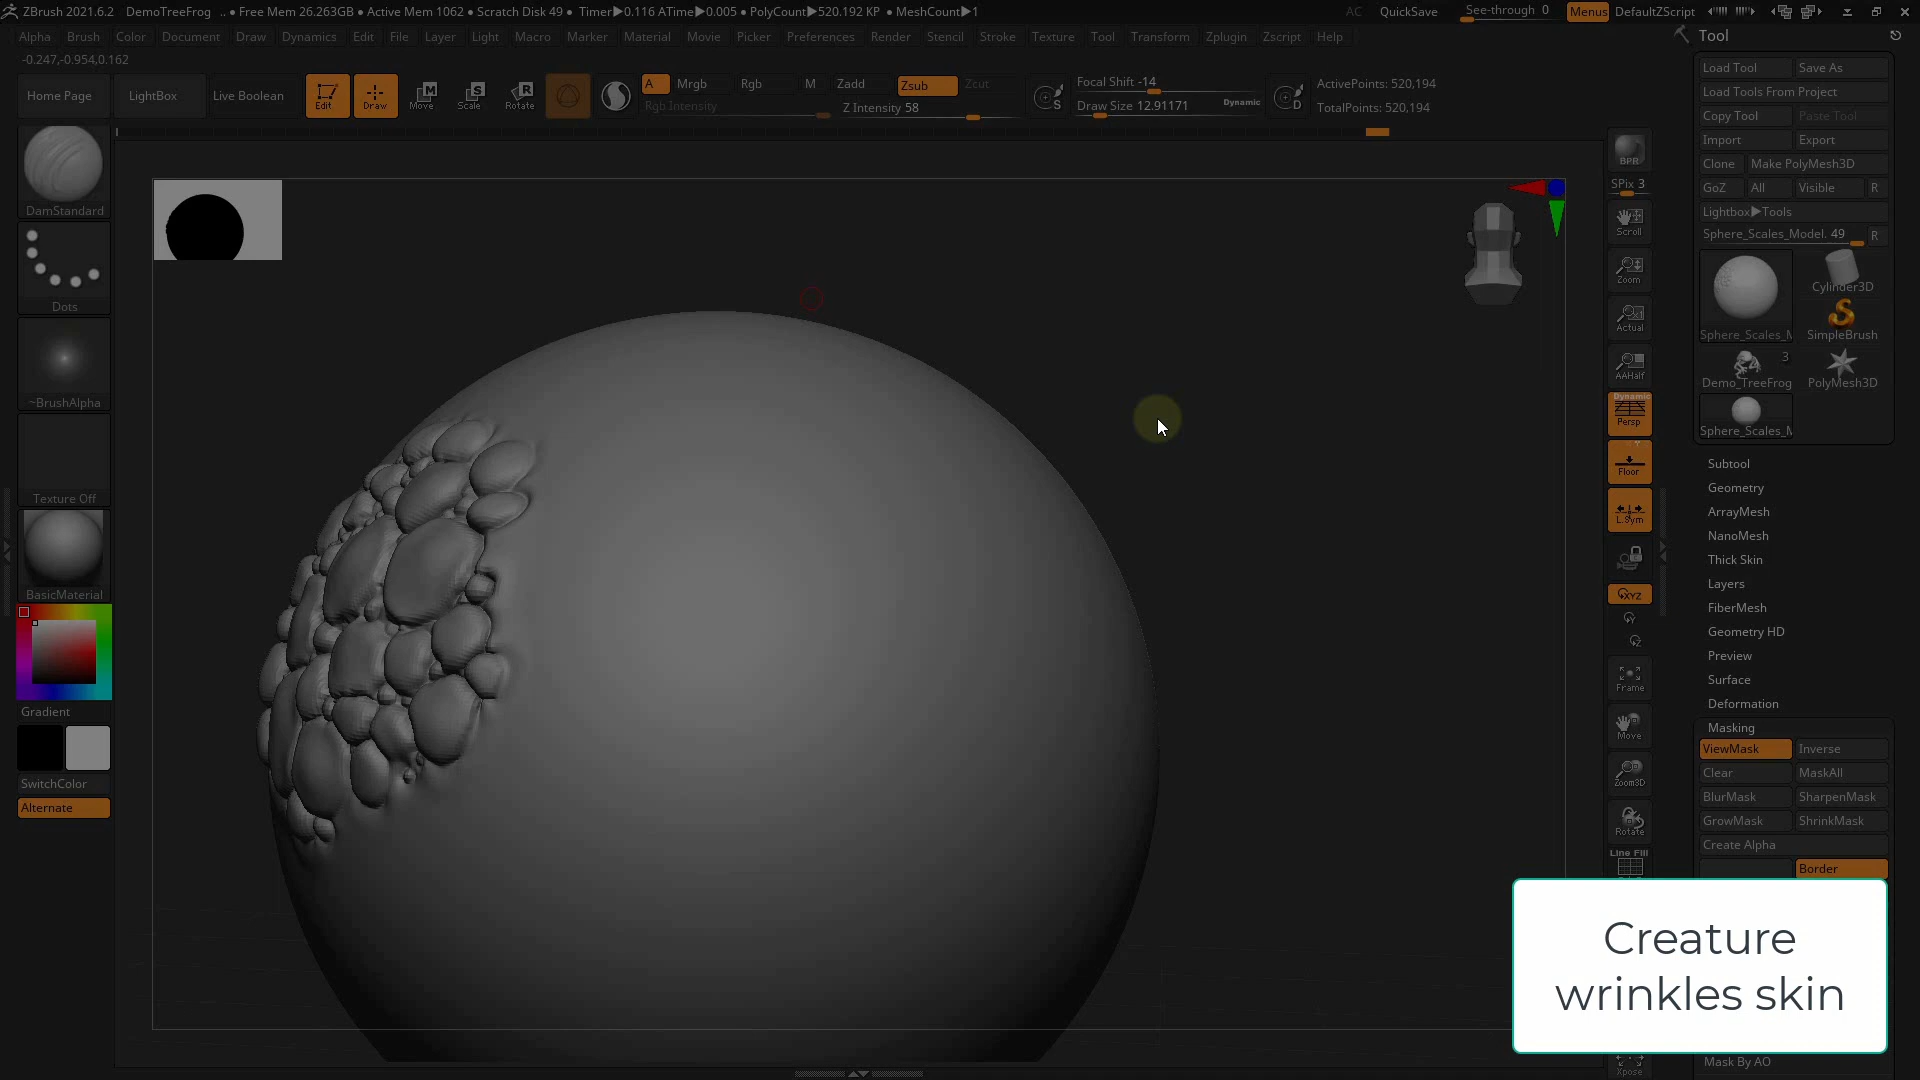 ZBrush 2021.6.2 DemoTreeFrog .. • Free Mem 26.263GB • Active Mem 1062 • Scratch Disk 49 • Timer▶0.116 ATime▶0.005 • PolyCount▶520.192 KP • MeshCount▶1 AC QuickSave See-through 0 Menus DefaultZScript
Alpha Brush Color Document Draw Dynamics Edit File Layer Light Macro Marker Material Movie Picker Preferences Render Stencil Stroke Texture Tool Transform Zplugin Zscript Help
Tool
-0.247,-0.954,0.162
Home Page LightBox Live Boolean Edit Draw Move Scale Rotate
A Mrgb Rgb M Zadd Zsub Zcut
Rgb Intensity Z Intensity 58
Focal Shift -14
Draw Size 12.91171 Dynamic
ActivePoints: 520,194
TotalPoints: 520,194
DamStandard
Dots
~BrushAlpha
Texture Off
BasicMaterial
Gradient
SwitchColor
Alternate
BPR
SPix 3
Scroll
Zoom
Actual
AAHalf
Dynamic
Persp
Floor
L.Sym
XYZ
Frame
Move
Zoom3D
Rotate
Line Fill
Xpose
Load Tool Save As
Load Tools From Project
Copy Tool Paste Tool
Import Export
Clone Make PolyMesh3D
GoZ All Visible R
Lightbox▶Tools
Sphere_Scales_Model. 49 R
Sphere_Scales_M Cylinder3D
SimpleBrush
3
Demo_TreeFrog PolyMesh3D
Sphere_Scales_M
Subtool
Geometry
ArrayMesh
NanoMesh
Thick Skin
Layers
FiberMesh
Geometry HD
Preview
Surface
Deformation
Masking
ViewMask Inverse
Clear MaskAll
BlurMask SharpenMask
GrowMask ShrinkMask
Create Alpha
Border
Mask By AO
Creature
wrinkles skin